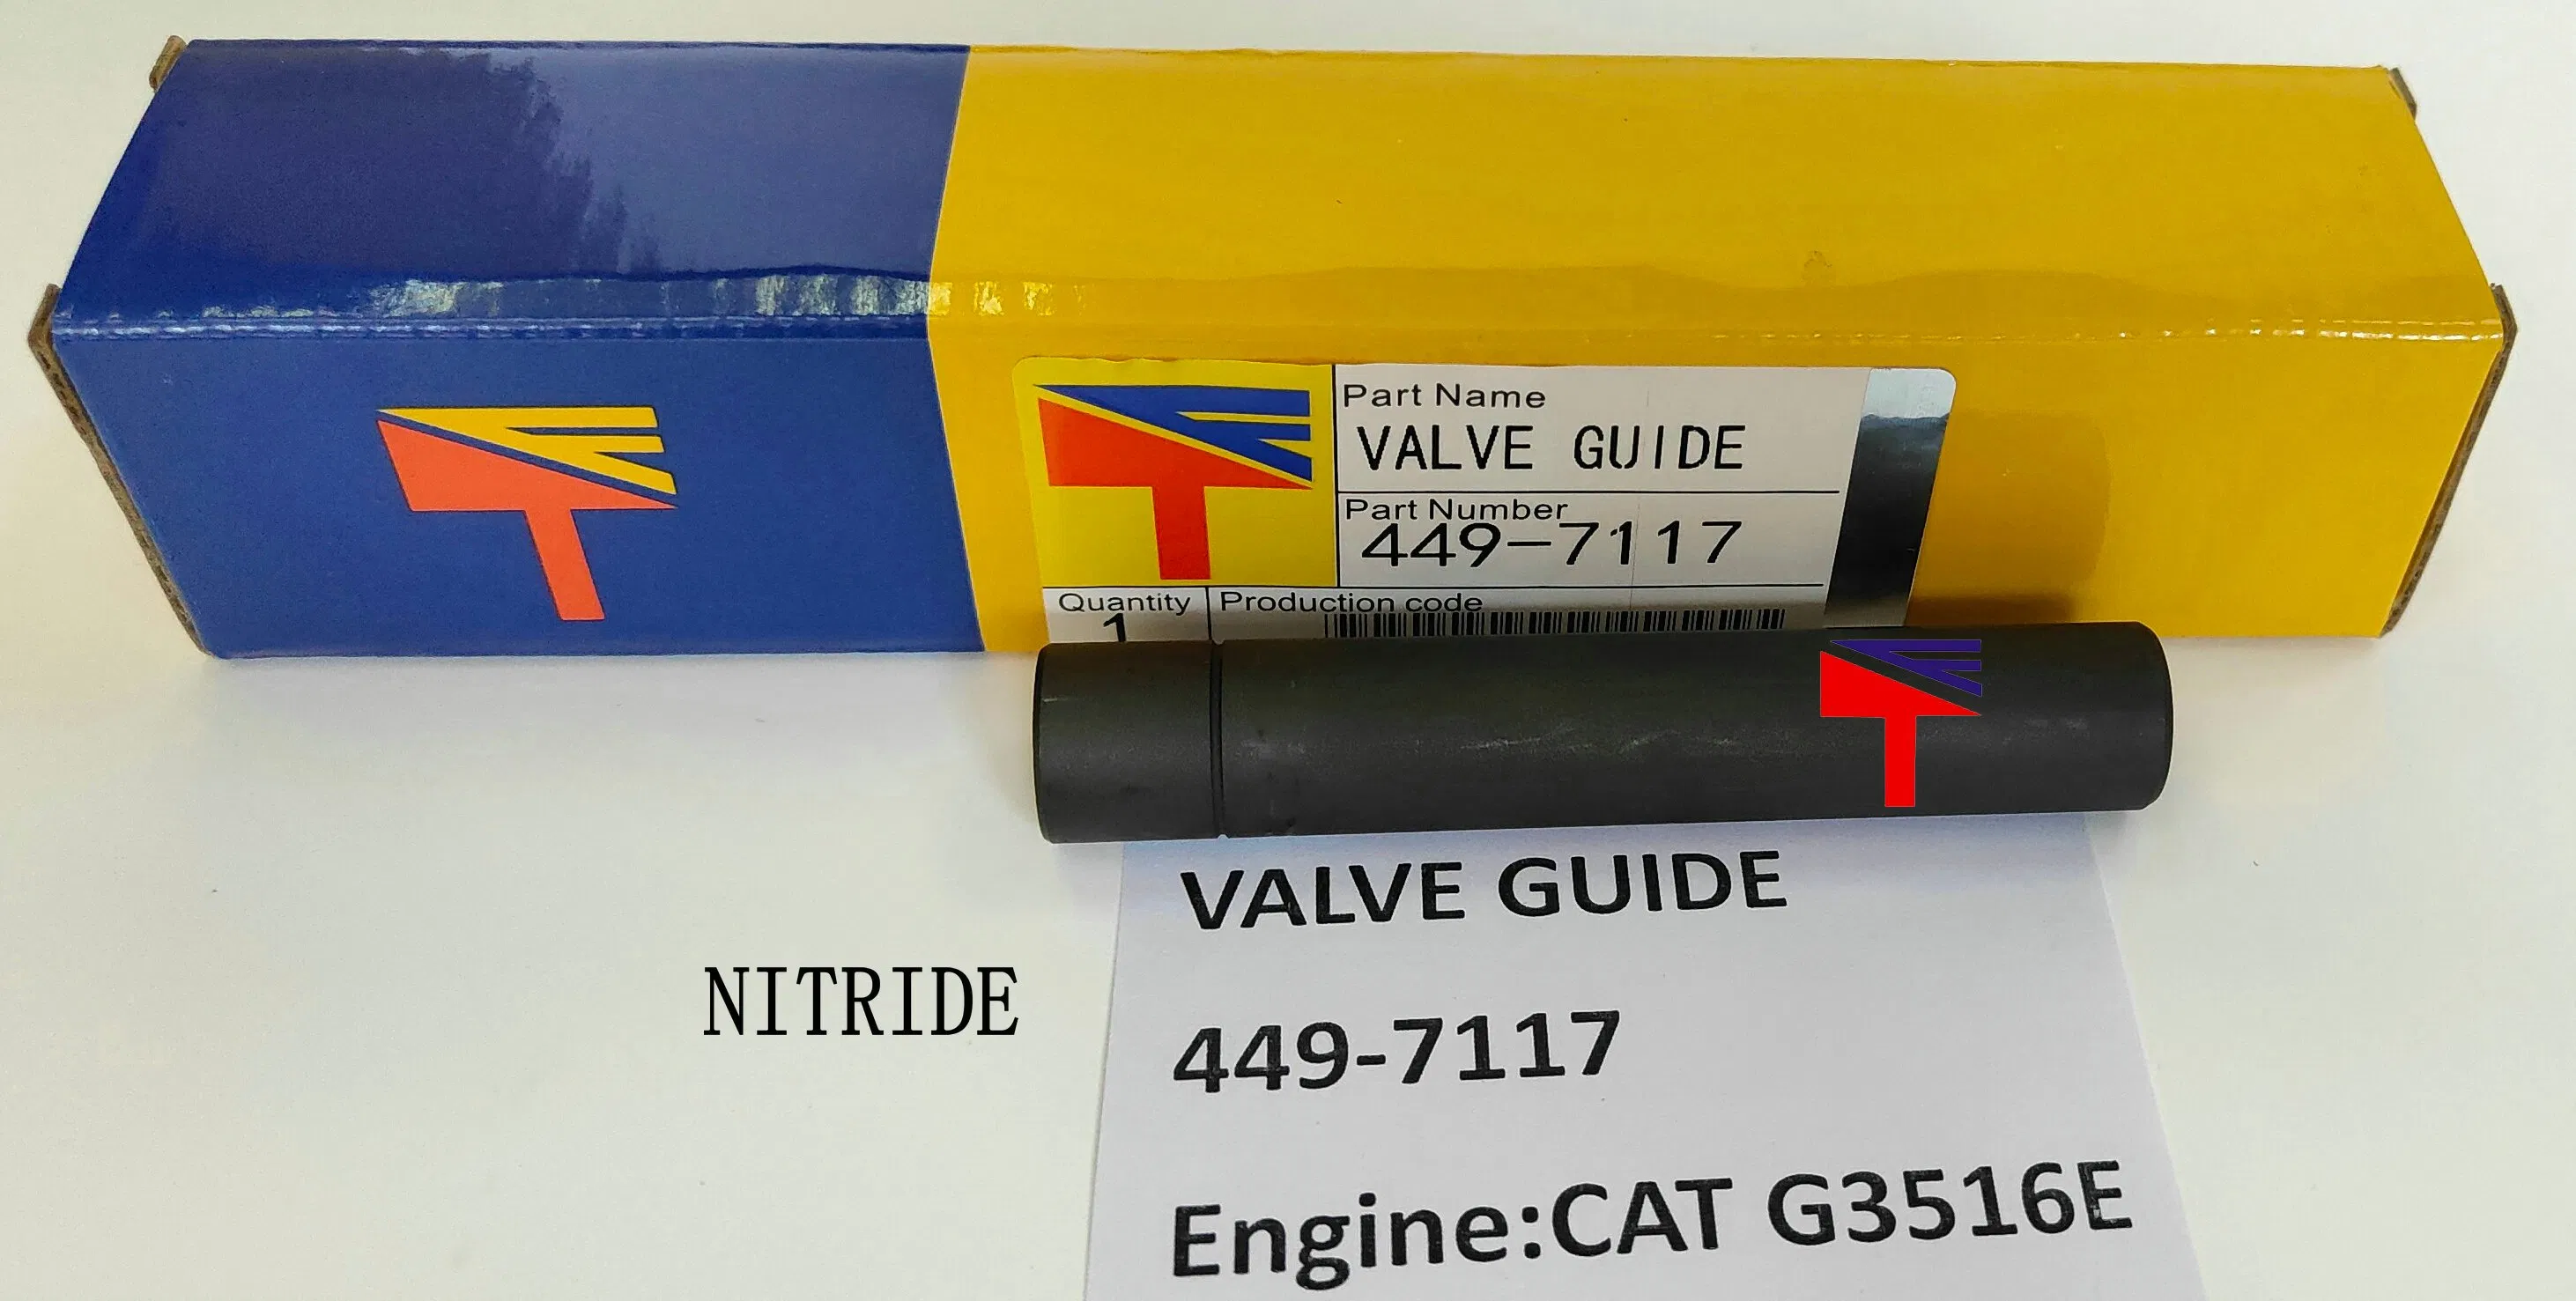 Part Name
VALVE GUIDE
Part Number
449-7117
Quantity
1
Production code
VALVE GUIDE
449-7117
Engine:CAT G3516E
NITRIDE